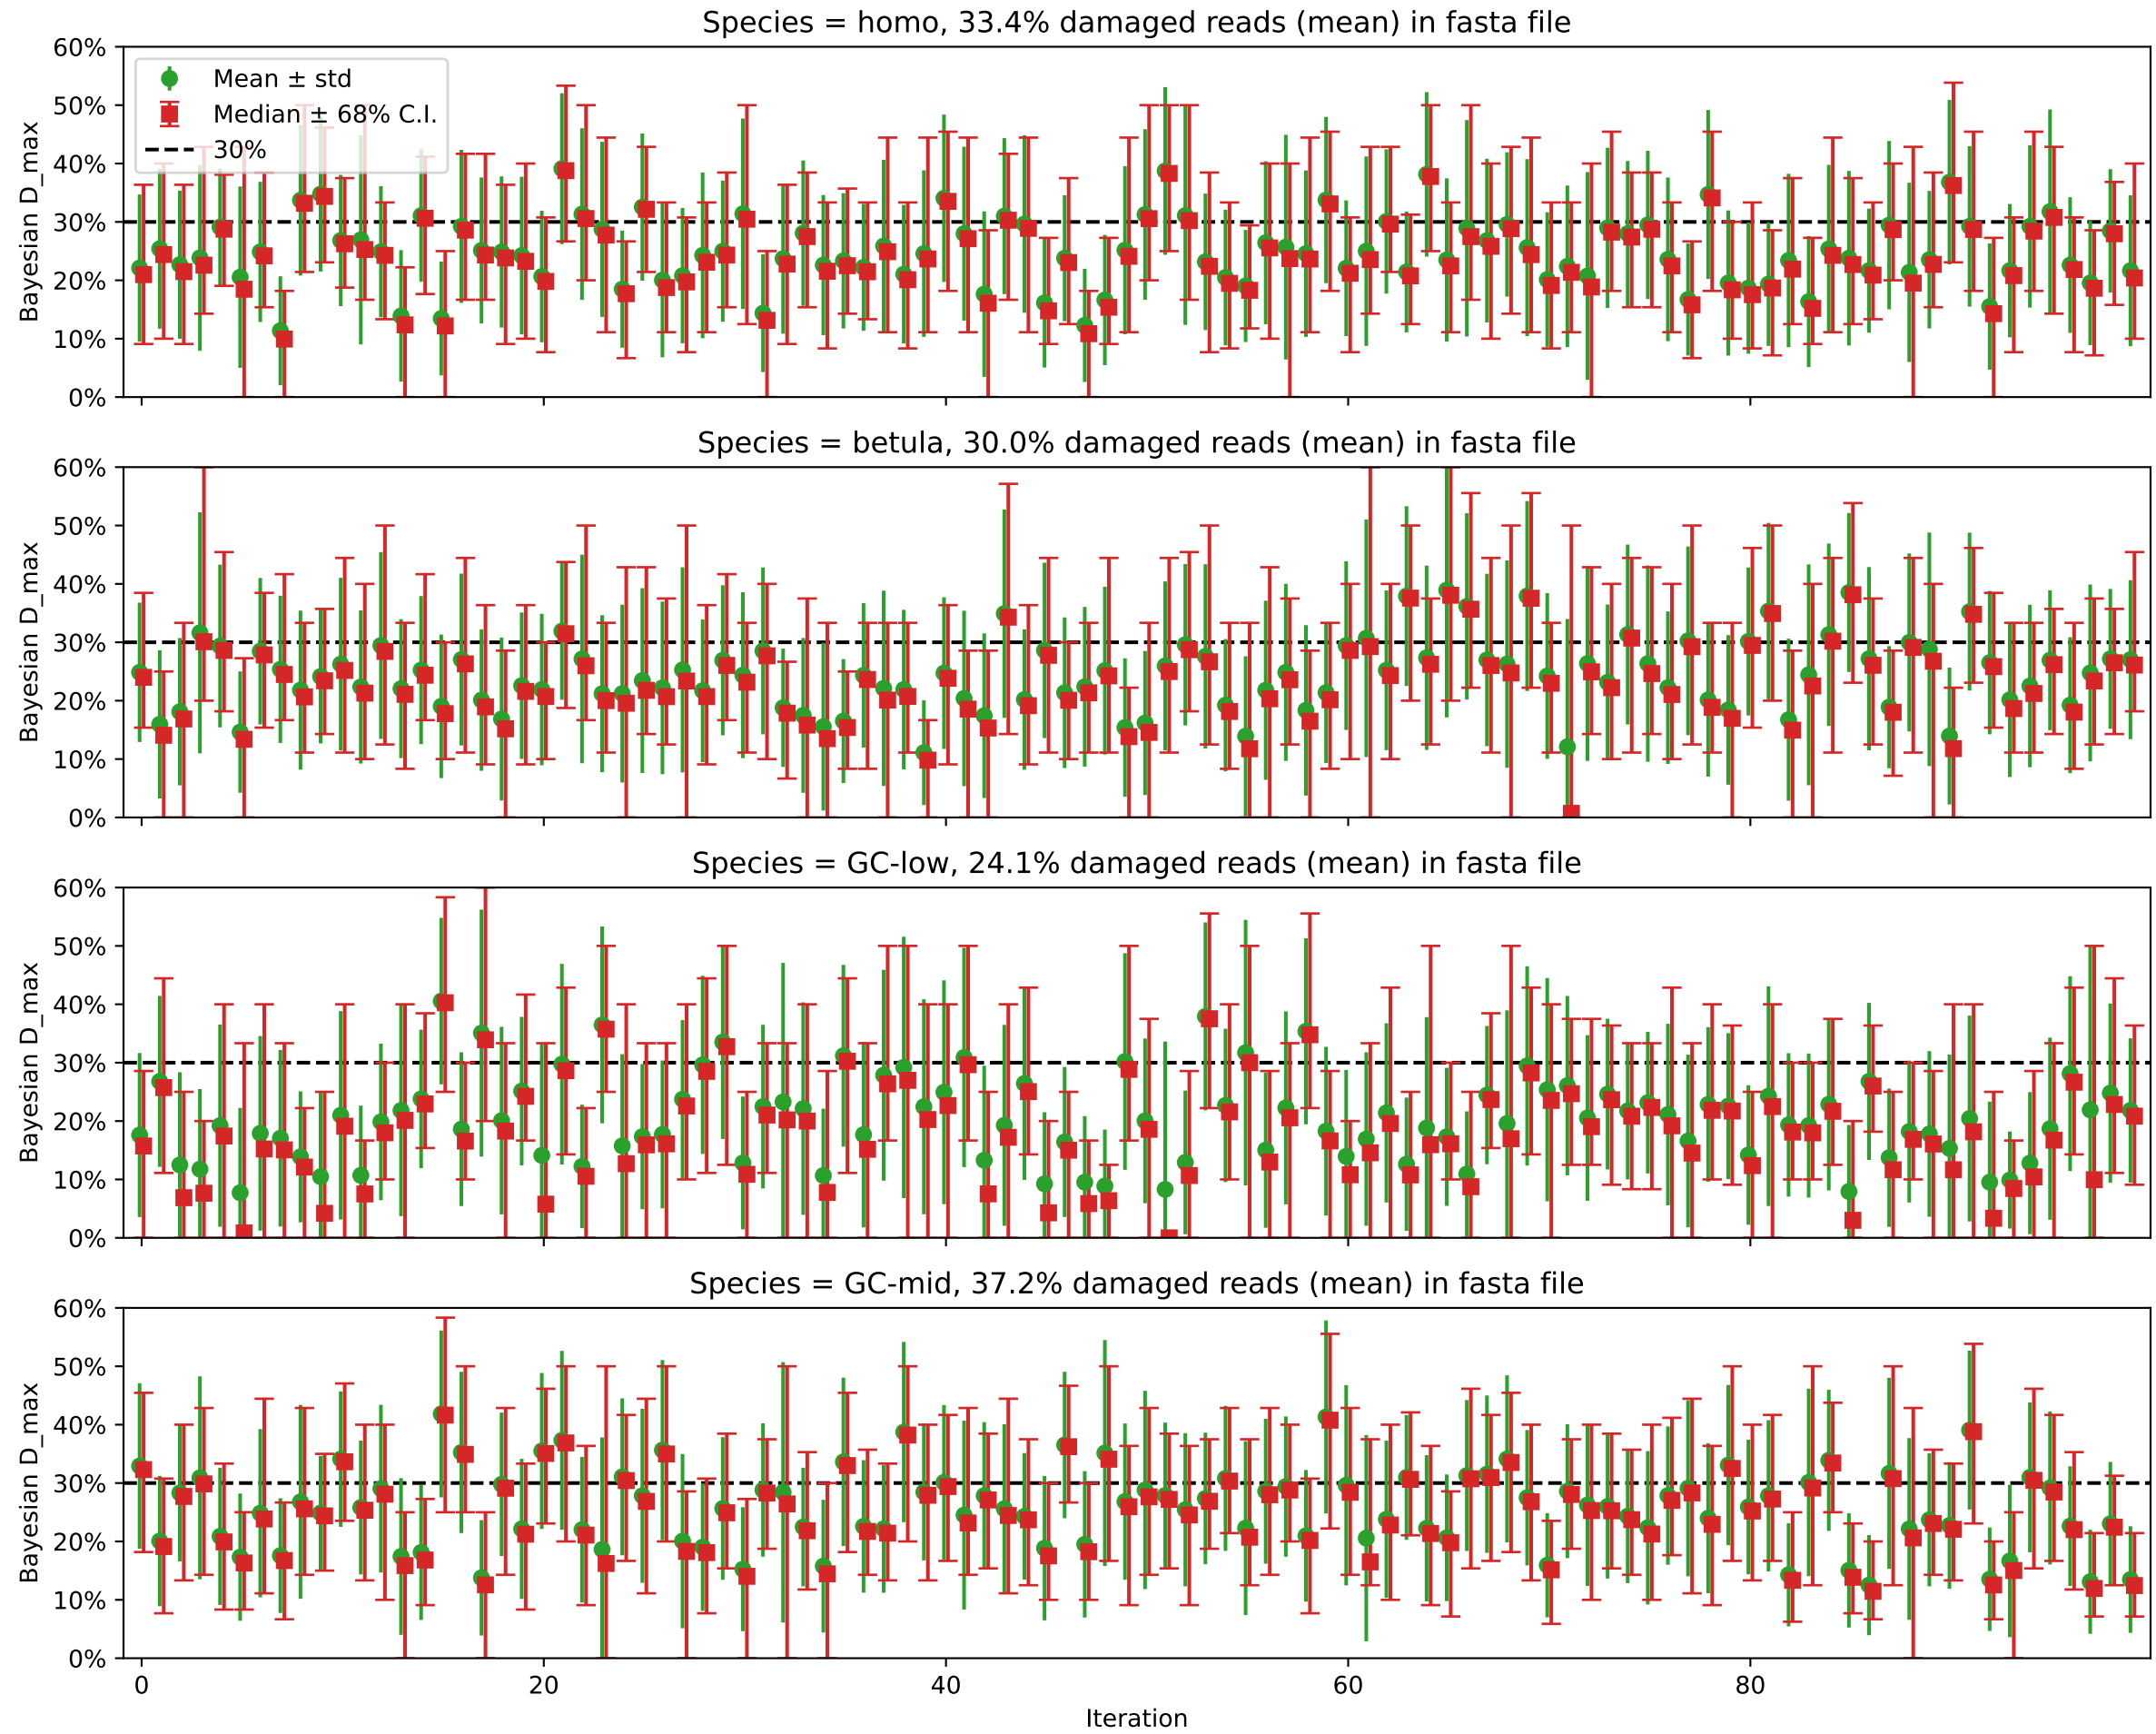 Species = homo, 33.4% damaged reads (mean) in fasta file
60%
50%
40%
30%
20%
10%
0%
Bayesian D_max
Mean ± std
Median ± 68% C.I.
30%
Species = betula, 30.0% damaged reads (mean) in fasta file
60%
50%
40%
30%
20%
10%
0%
Bayesian D_max
Species = GC-low, 24.1% damaged reads (mean) in fasta file
60%
50%
40%
30%
20%
10%
0%
Bayesian D_max
Species = GC-mid, 37.2% damaged reads (mean) in fasta file
60%
50%
40%
30%
20%
10%
0%
Bayesian D_max
0 20 40 60 80
Iteration